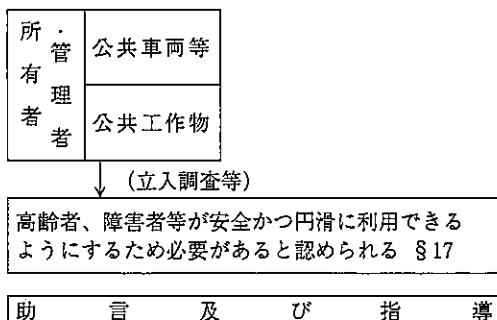 所有者・管理者
公共車両等
公共工作物
(立入調査等)
高齢者、障害者等が安全かつ円滑に利用できる
ようにするため必要があると認められる §17
助言及び指導